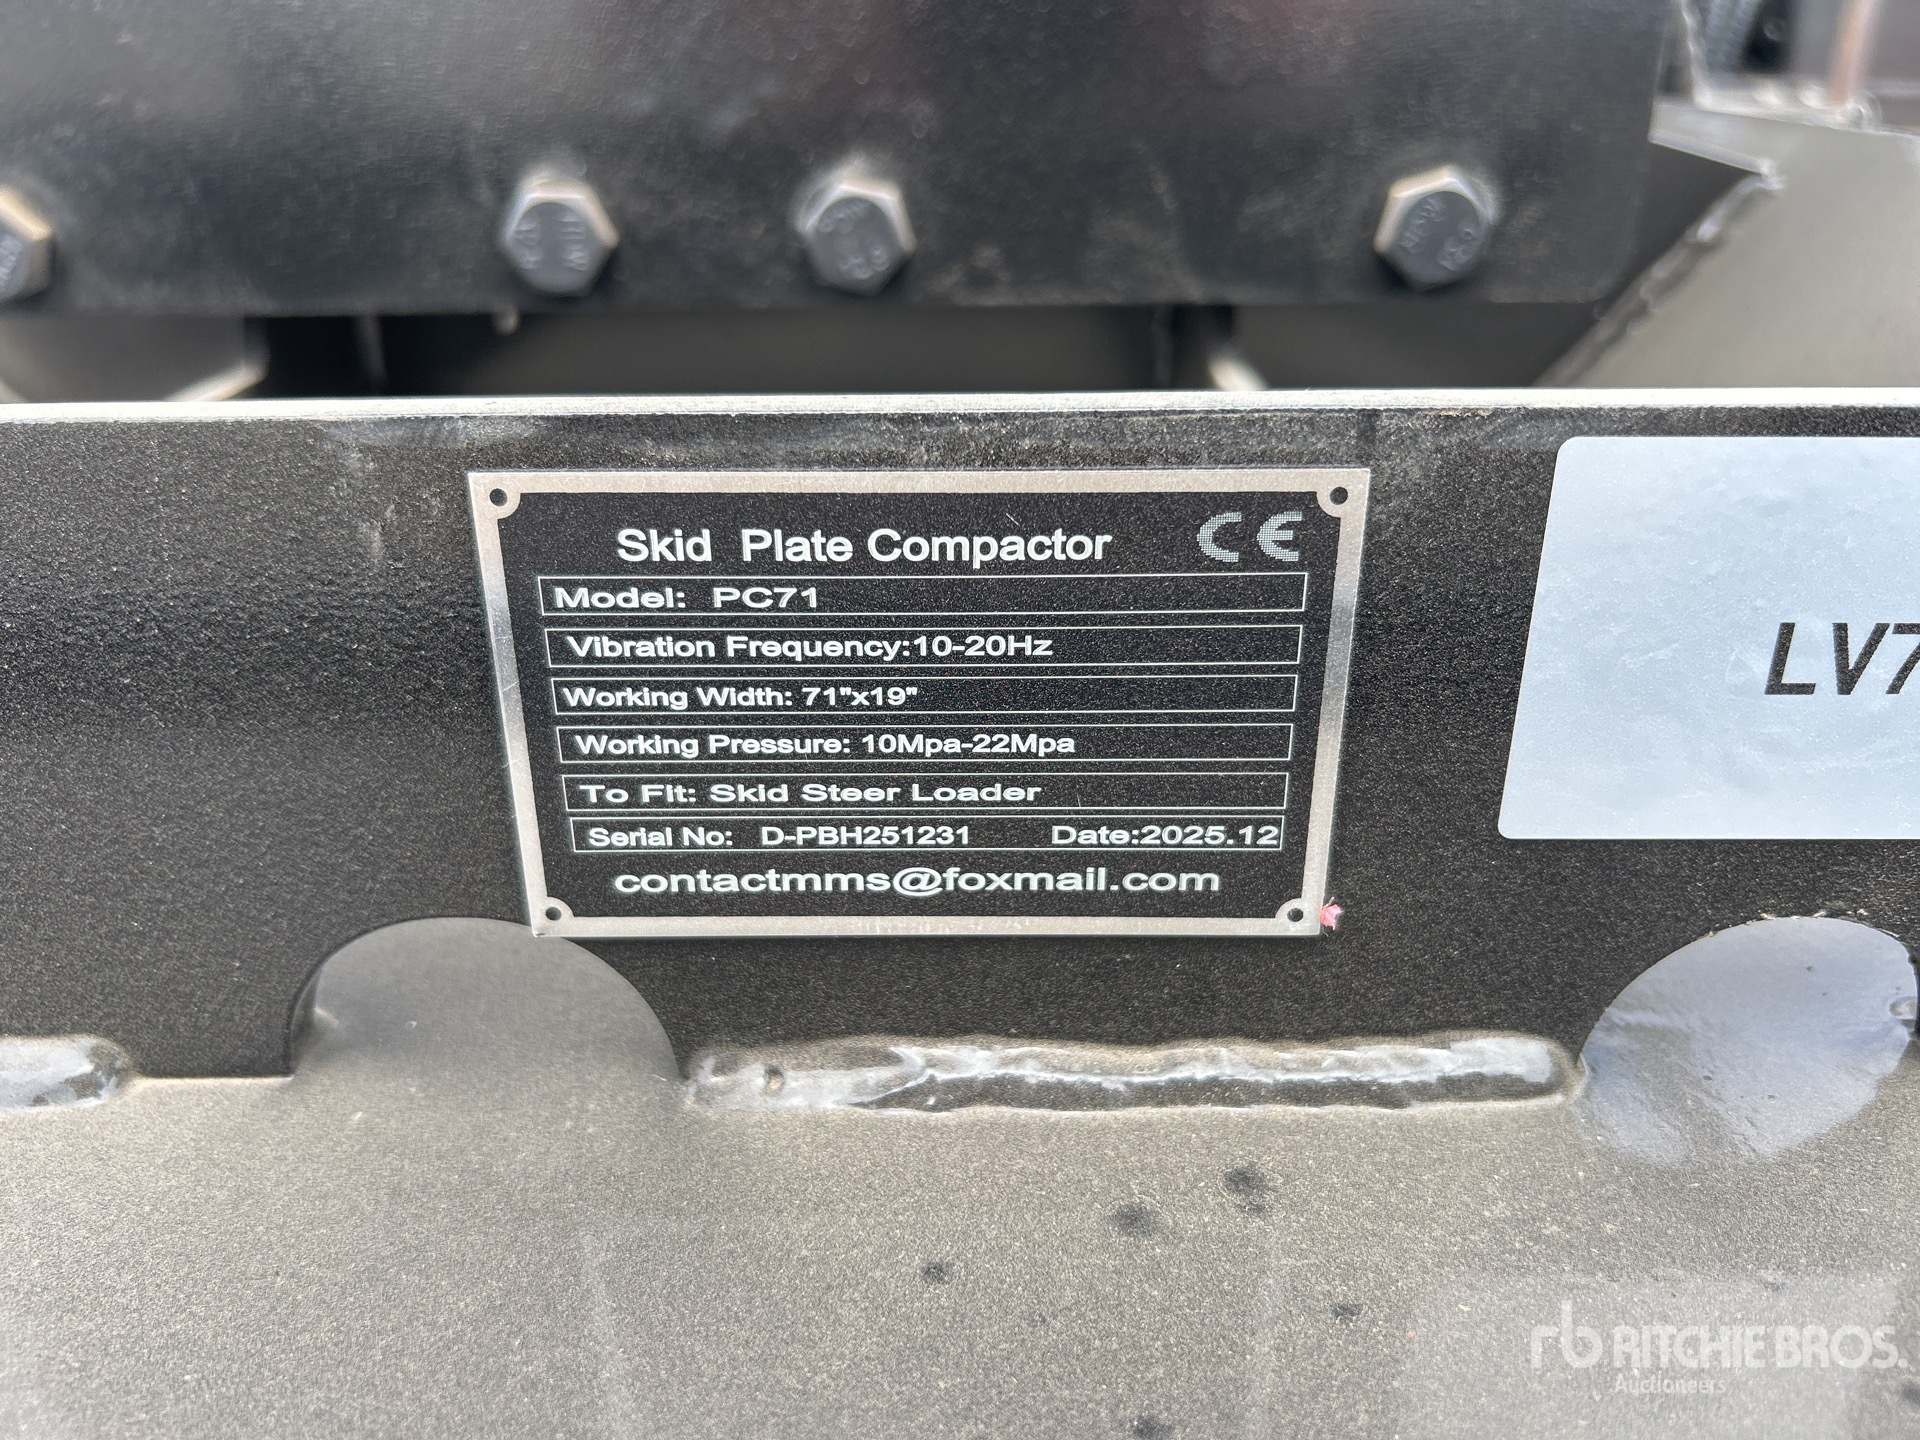 Skid Plate Compactor CE
Model: PC71
Vibration Frequency:10-20Hz
Working Width: 71"x19"
Working Pressure: 10Mpa-22Mpa
To Fit: Skid Steer Loader
Serial No: D-PBH251231 Date:2025.12
contactmms@foxmail.com
LV7
rb RITCHIE BROS.
Auctioneers